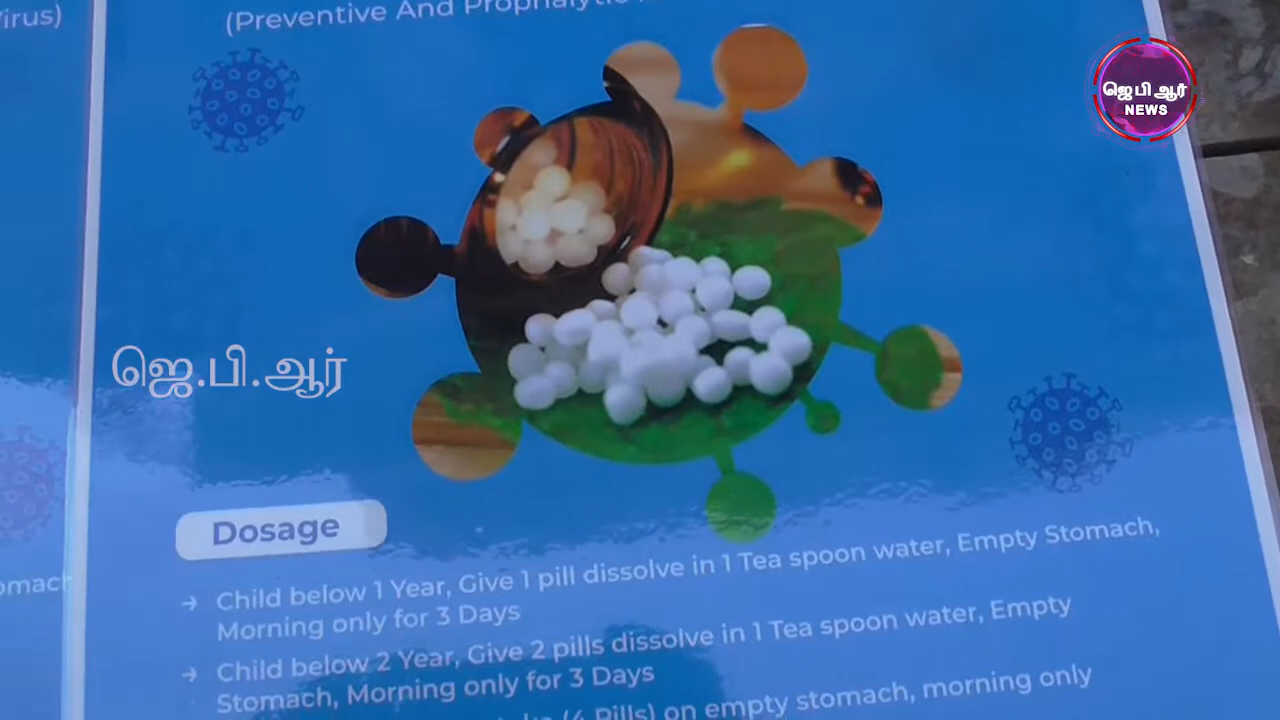 Virus)
(Preventive And Prophalytic
ஜெ பி ஆர்
NEWS
ஜெ.பி.ஆர்
Dosage
→ Child below 1 Year, Give 1 pill dissolve in 1 Tea spoon water, Empty Stomach,
Morning only for 3 Days
→ Child below 2 Year, Give 2 pills dissolve in 1 Tea spoon water, Empty
Stomach, Morning only for 3 Days
(4 Pills) on empty stomach, morning only